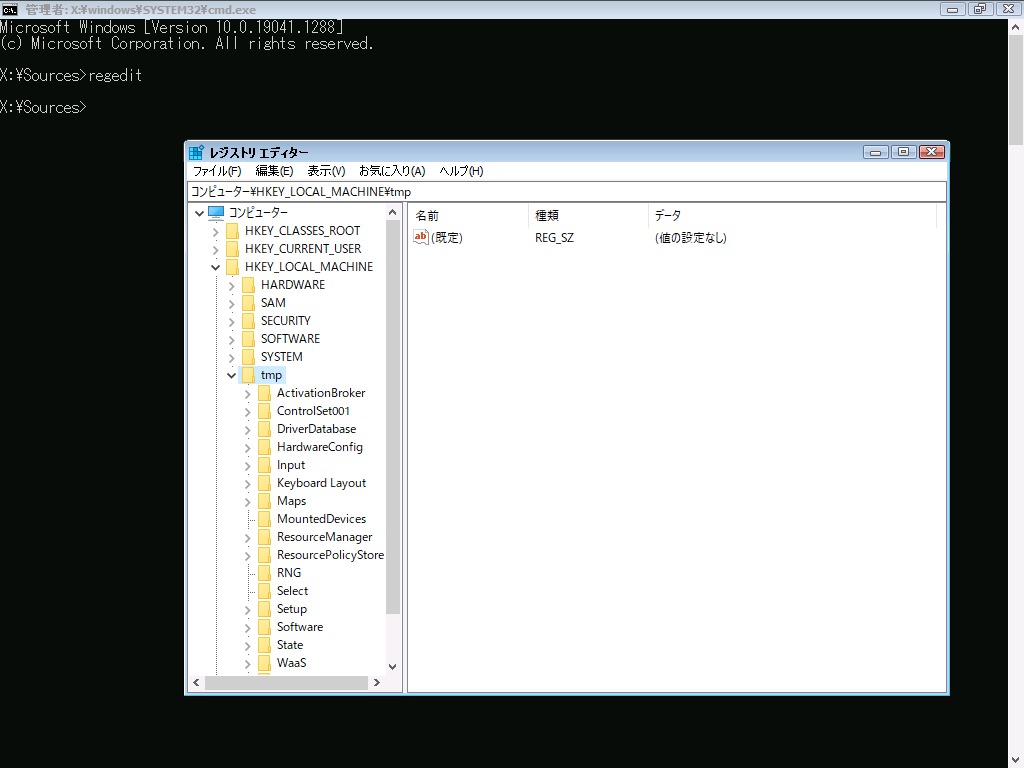 管理者: X:¥windows¥SYSTEM32¥cmd.exe
Microsoft Windows [Version 10.0.19041.1288]
(c) Microsoft Corporation. All rights reserved.
X:¥Sources>regedit
X:¥Sources>
レジストリ エディター
ファイル(F) 編集(E) 表示(V) お気に入り(A) ヘルプ(H)
コンピューター¥HKEY_LOCAL_MACHINE¥tmp
コンピューター
HKEY_CLASSES_ROOT
HKEY_CURRENT_USER
HKEY_LOCAL_MACHINE
HARDWARE
SAM
SECURITY
SOFTWARE
SYSTEM
tmp
ActivationBroker
ControlSet001
DriverDatabase
HardwareConfig
Input
Keyboard Layout
Maps
MountedDevices
ResourceManager
ResourcePolicyStore
RNG
Select
Setup
Software
State
WaaS
名前 種類 データ
ab (既定) REG_SZ (値の設定なし)